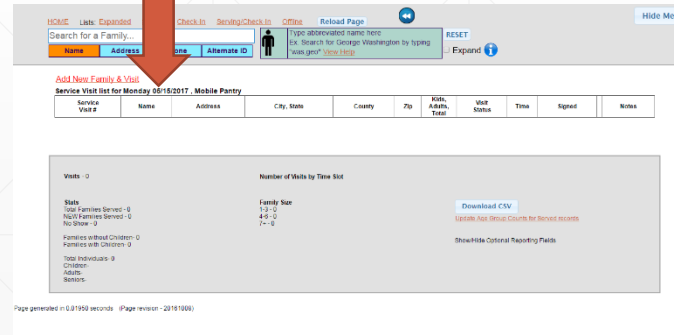 Hide Me
HOME Lists: Expanded Check-In Serving/Check-In Offline Reload Page
Search for a Family...
Type abbreviated name here
Ex. Search for George Washington by typing
"was.geo" View Help
RESET
Expand
Name Address Alternate ID
Add New Family & Visit
Service Visit list for Monday 05/15/2017 , Mobile Pantry
Service Visit # Name Address City, State County Zip Kids, Adults, Total Visit Status Time Signed Notes
Visits - 0 Number of Visits by Time Slot
Stats Family Size
Total Families Served - 0 1-3 - 0
NEW Families Served - 0 4-6 - 0
No Show - 0 7+ - 0
Download CSV
Update Age Group Counts for Served records
Families without Children- 0
Families with Children- 0
Show/Hide Optional Reporting Fields
Total Individuals- 0
Children-
Adults-
Seniors-
Page generated in 0.01950 seconds (Page revision - 20161006)